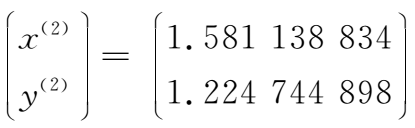 x^(2) = 1.581 138 834
y^(2) 1.224 744 898